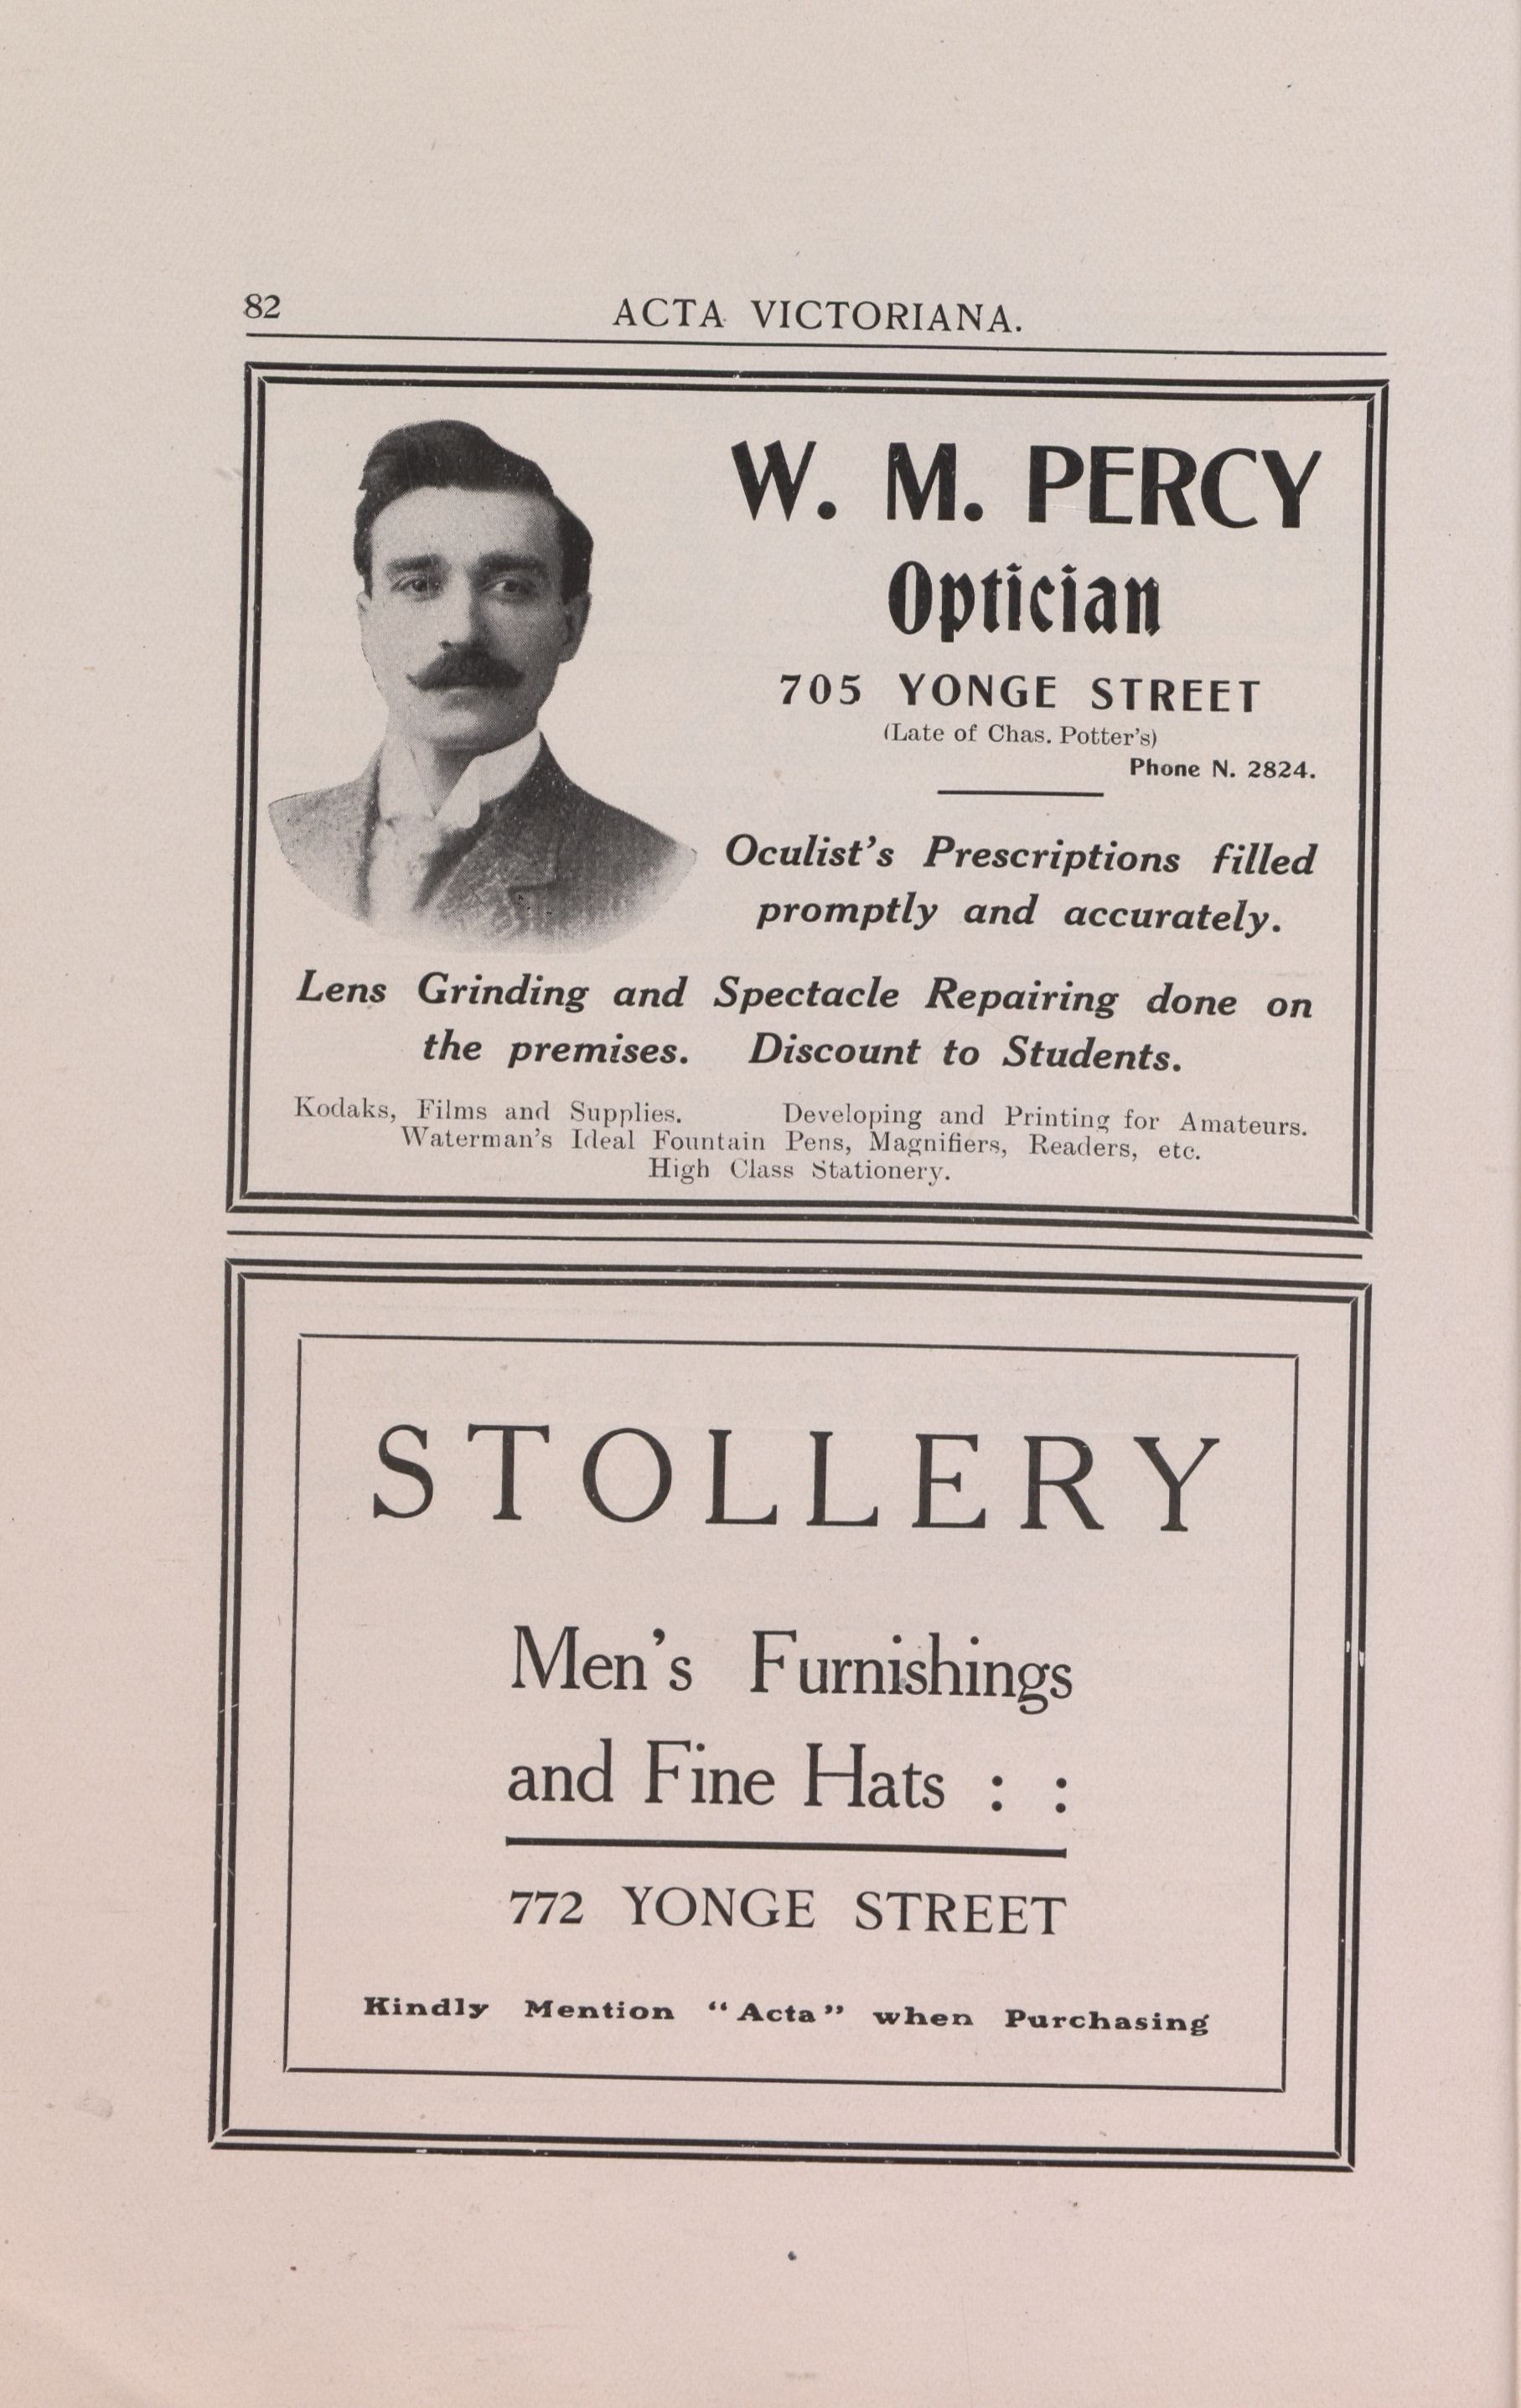 82
ACTA VICTORIANA.
W. M. PERCY
Optician
705 YONGE STREET
(Late of Chas. Potter's)
Phone N. 2824.
Oculist's Prescriptions filled
promptly and accurately.
Lens Grinding and Spectacle Repairing done on
the premises. Discount to Students.
Kodaks, Films and Supplies. Developing and Printing for Amateurs.
Waterman's Ideal Fountain Pens, Magnifiers, Readers, etc.
High Class Stationery.
STOLLERY
Men's Furnishings
and Fine Hats : :
772 YONGE STREET
Kindly Mention "Acta" when Purchasing